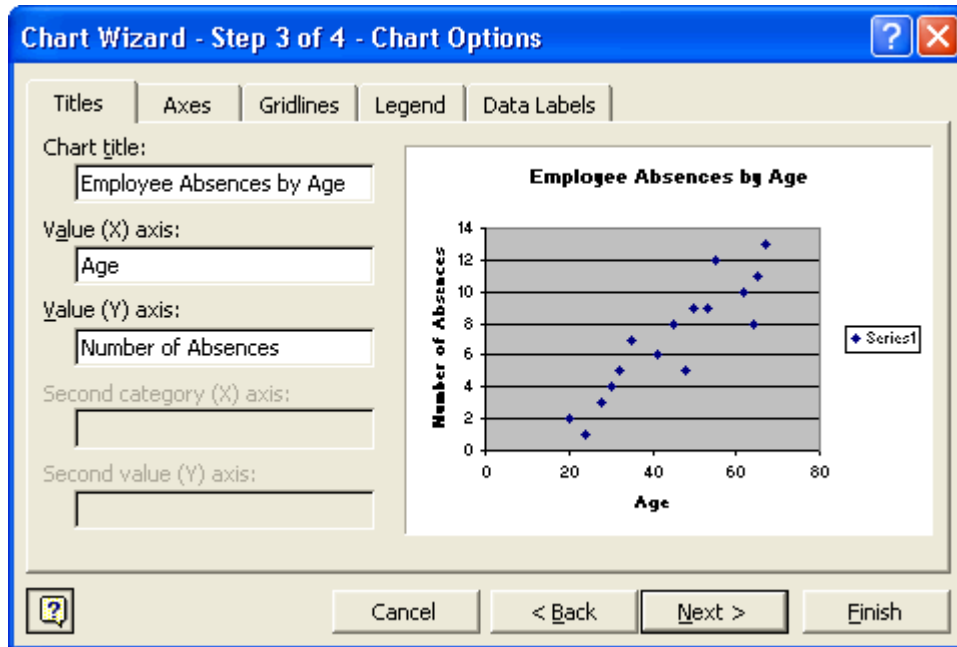 Chart Wizard - Step 3 of 4 - Chart Options
Titles Axes Gridlines Legend Data Labels
Chart title:
Employee Absences by Age
Value (X) axis:
Age
Value (Y) axis:
Number of Absences
Second category (X) axis:
Second value (Y) axis:
Employee Absences by Age
Number of Absences
14
12
10
8
6
4
2
0
0 20 40 60 80
Age
Series1
Cancel < Back Next > Finish